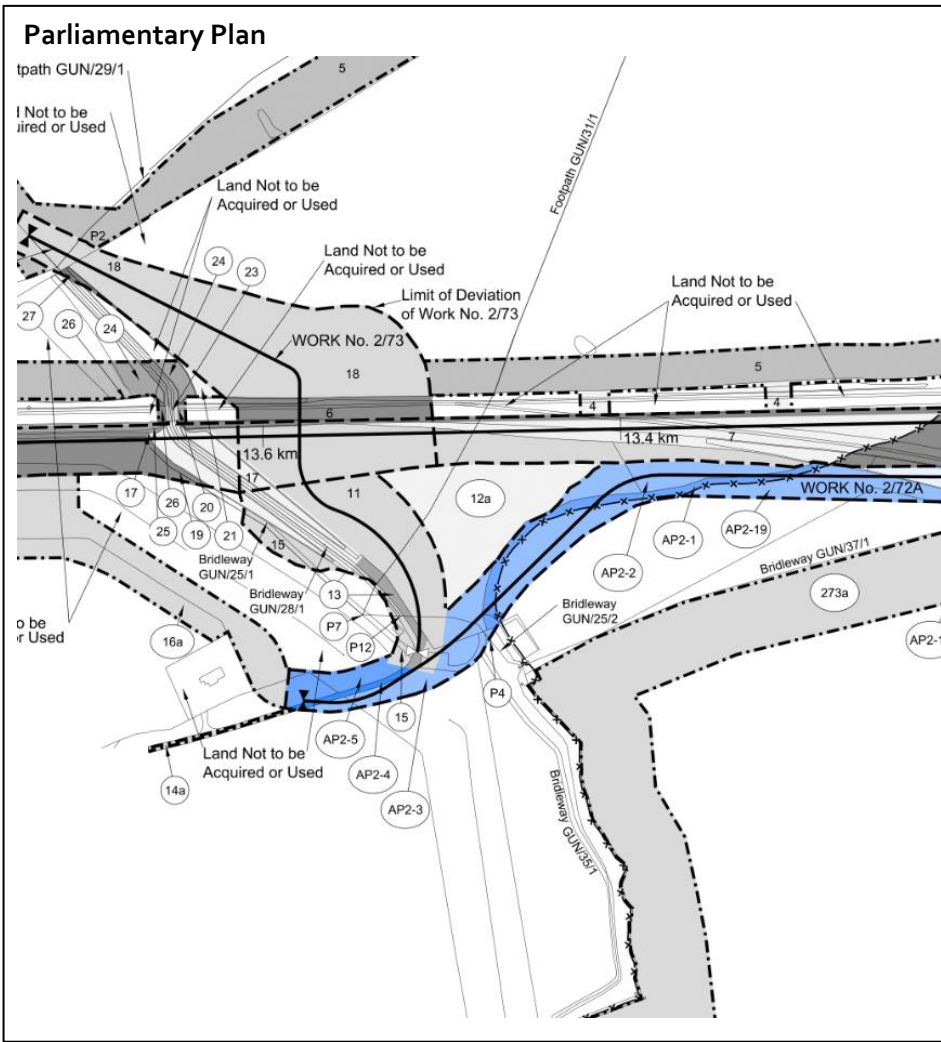 Parliamentary Plan
tpath GUN/29/1
5
Not to be
uired or Used
Footpath GUN/31/1
Land Not to be
Acquired or Used
P2
18
24
23
Land Not to be
Acquired or Used
Limit of Deviation
of Work No. 2/73
Land Not to be
Acquired or Used
27
26
24
WORK No. 2/73
18
5
6
4
4
13.6 km
13.4 km
7
17
11
12a
WORK No. 2/72A
17
26
20
25
19
21
15
Bridleway
GUN/25/1
Bridleway
GUN/28/1
13
AP2-2
AP2-1
AP2-19
Bridleway GUN/37/1
273a
Bridleway
GUN/25/2
P7
P12
o be
or Used
16a
AP2-1
P4
15
AP2-5
AP2-4
AP2-3
Land Not to be
Acquired or Used
14a
Bridleway GUN/35/1